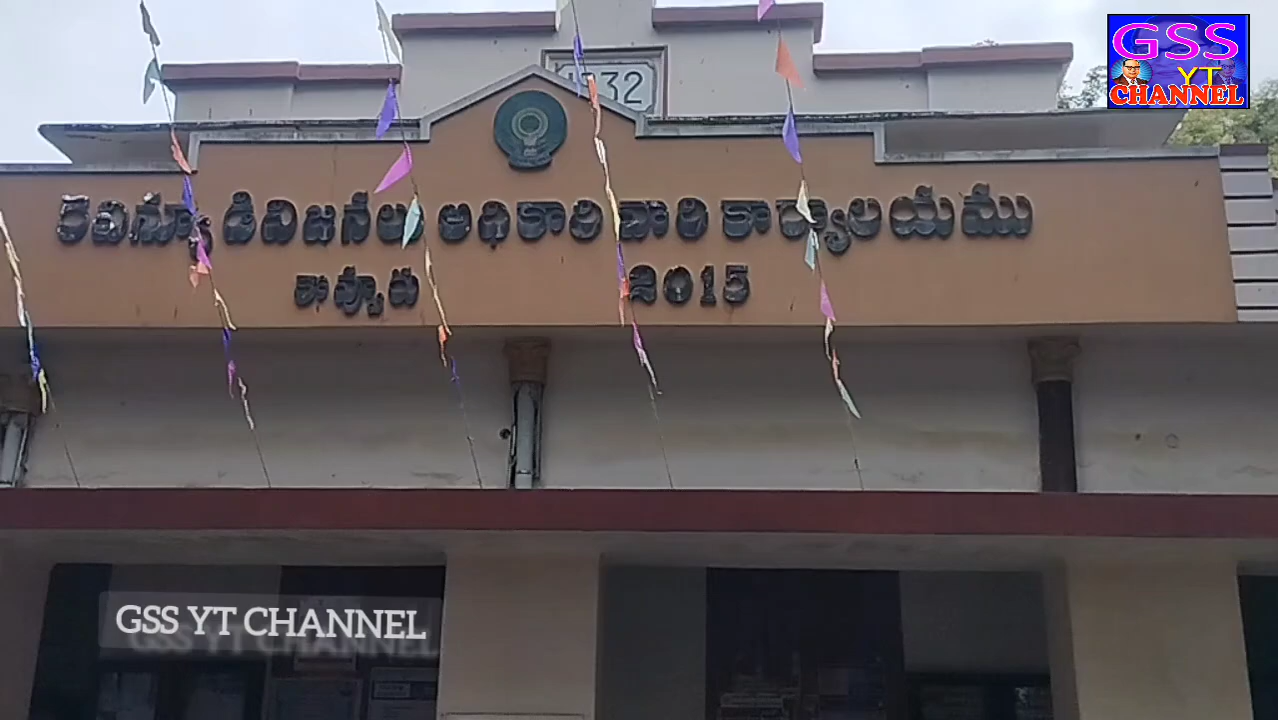 GSS
YT
CHANNEL
రెవిన్యూ డివిజనల్ అధికారి వారి కార్యాలయము
2015
GSS YT CHANNEL